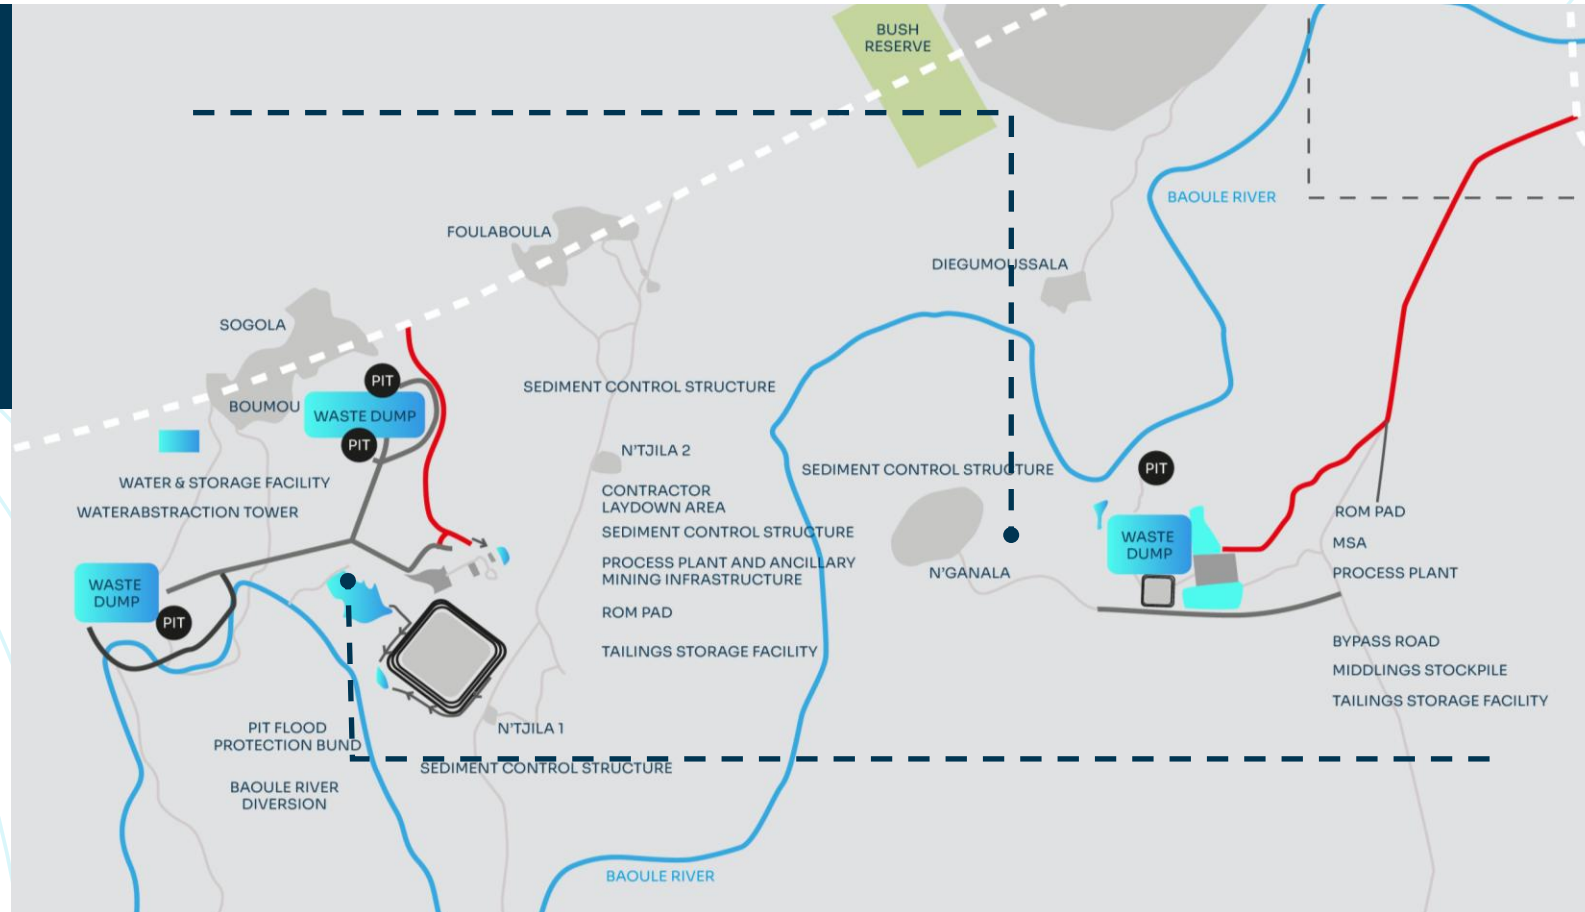 BUSH
RESERVE
BAOULE RIVER
FOULABOULA
DIEGUMOUSSALA
SOGOLA
PIT
SEDIMENT CONTROL STRUCTURE
BOUMOU
WASTE DUMP
PIT
N'TJILA 2
SEDIMENT CONTROL STRUCTURE
PIT
WATER & STORAGE FACILITY
CONTRACTOR
LAYDOWN AREA
WATERABSTRACTION TOWER
ROM PAD
SEDIMENT CONTROL STRUCTURE
WASTE
DUMP
MSA
PROCESS PLANT AND ANCILLARY
MINING INFRASTRUCTURE
N'GANALA
PROCESS PLANT
WASTE
DUMP
ROM PAD
PIT
BYPASS ROAD
TAILINGS STORAGE FACILITY
MIDDLINGS STOCKPILE
TAILINGS STORAGE FACILITY
PIT FLOOD
PROTECTION BUND
N'TJILA 1
SEDIMENT CONTROL STRUCTURE
BAOULE RIVER
DIVERSION
BAOULE RIVER